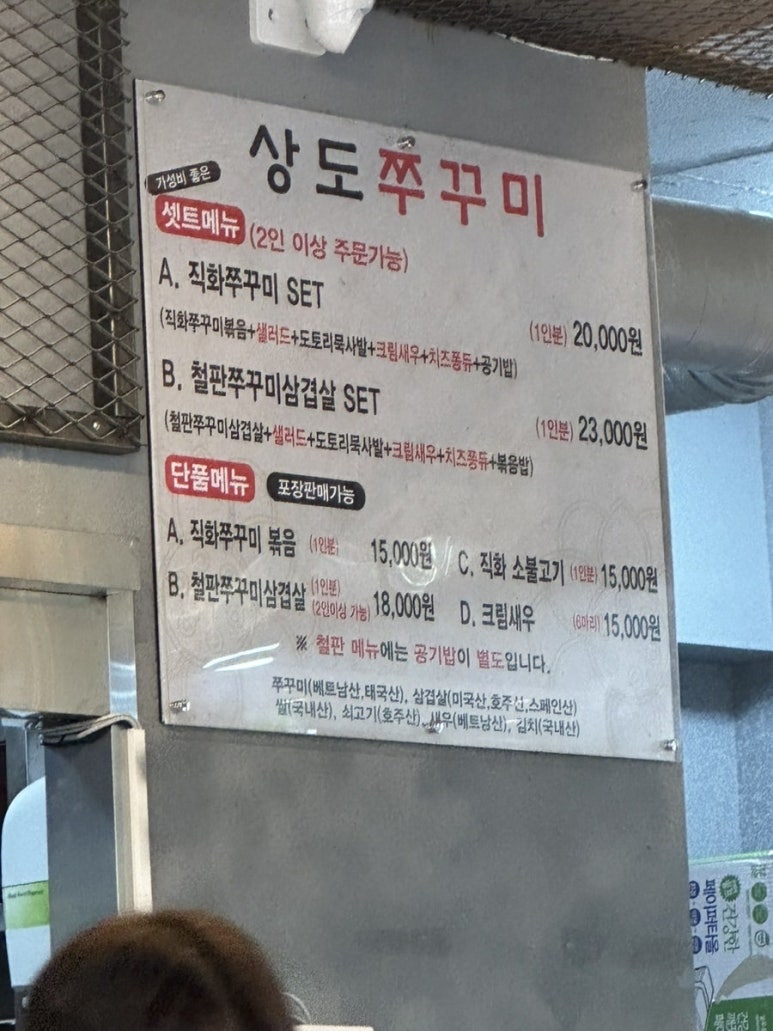 상도쭈꾸미
가성비 좋은
셋트메뉴 (2인 이상 주문가능)
A. 직화쭈꾸미 SET
(1인분) 20,000원
(직화쭈꾸미볶음+샐러드+도토리묵사발+크림새우+치즈퐁듀+공기밥)
B. 철판쭈꾸미삼겹살 SET
(1인분) 23,000원
(철판쭈꾸미삼겹살+샐러드+도토리묵사발+크림새우+치즈퐁듀+볶음밥)
단품메뉴 포장판매가능
A. 직화쭈꾸미 볶음 (1인분) 15,000원
B. 철판쭈꾸미삼겹살 (1인분) (2인이상 가능) 18,000원
C. 직화 소불고기 (1인분) 15,000원
D. 크림새우 (6마리) 15,000원
※ 철판 메뉴에는 공기밥이 별도입니다.
쭈꾸미(베트남산,태국산), 삼겹살(미국산,호주산,스페인산)
쌀(국내산), 쇠고기(호주산), 새우(베트남산), 김치(국내산)
건강한
페이퍼타올